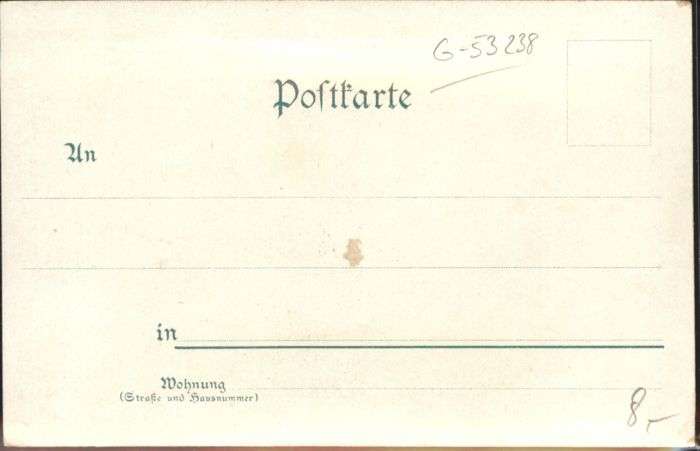 G-53238
Poſtkarte
An
in
Wohnung
(Straße und Hausnummer)
8,-